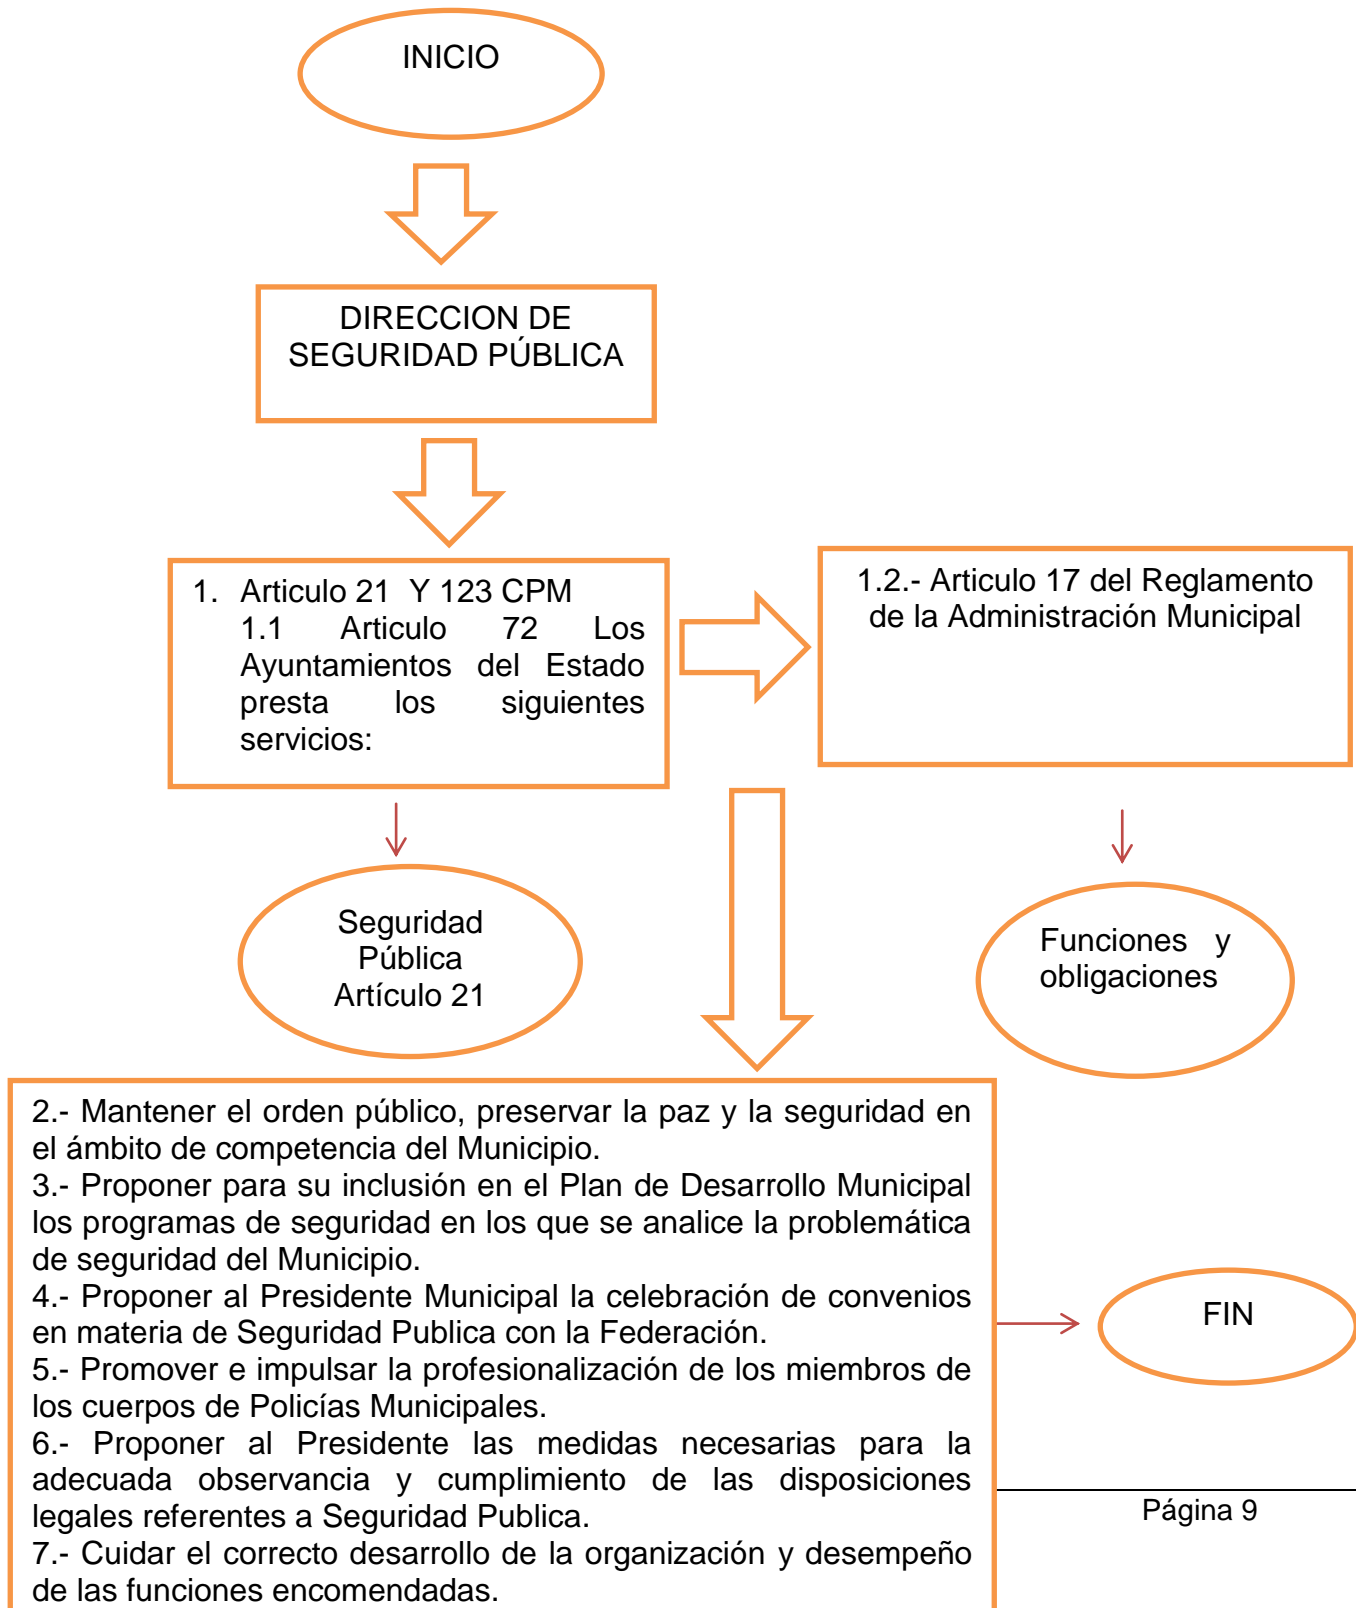 INICIO
DIRECCION DE
SEGURIDAD PÚBLICA
1. Articulo 21 Y 123 CPM
1.1 Articulo 72 Los
Ayuntamientos del Estado
presta los siguientes
servicios:
1.2.- Articulo 17 del Reglamento
de la Administración Municipal
Seguridad
Pública
Artículo 21
Funciones y
obligaciones
2.- Mantener el orden público, preservar la paz y la seguridad en
el ámbito de competencia del Municipio.
3.- Proponer para su inclusión en el Plan de Desarrollo Municipal
los programas de seguridad en los que se analice la problemática
de seguridad del Municipio.
4.- Proponer al Presidente Municipal la celebración de convenios
en materia de Seguridad Publica con la Federación.
5.- Promover e impulsar la profesionalización de los miembros de
los cuerpos de Policías Municipales.
6.- Proponer al Presidente las medidas necesarias para la
adecuada observancia y cumplimiento de las disposiciones
legales referentes a Seguridad Publica.
7.- Cuidar el correcto desarrollo de la organización y desempeño
de las funciones encomendadas.
FIN
Página 9